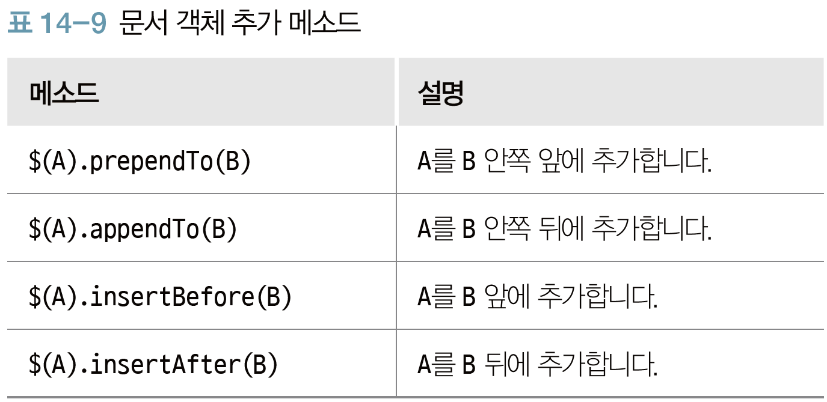 표 14-9 문서 객체 추가 메소드
메소드 설명
$(A).prependTo(B) A를 B 안쪽 앞에 추가합니다.
$(A).appendTo(B) A를 B 안쪽 뒤에 추가합니다.
$(A).insertBefore(B) A를 B 앞에 추가합니다.
$(A).insertAfter(B) A를 B 뒤에 추가합니다.